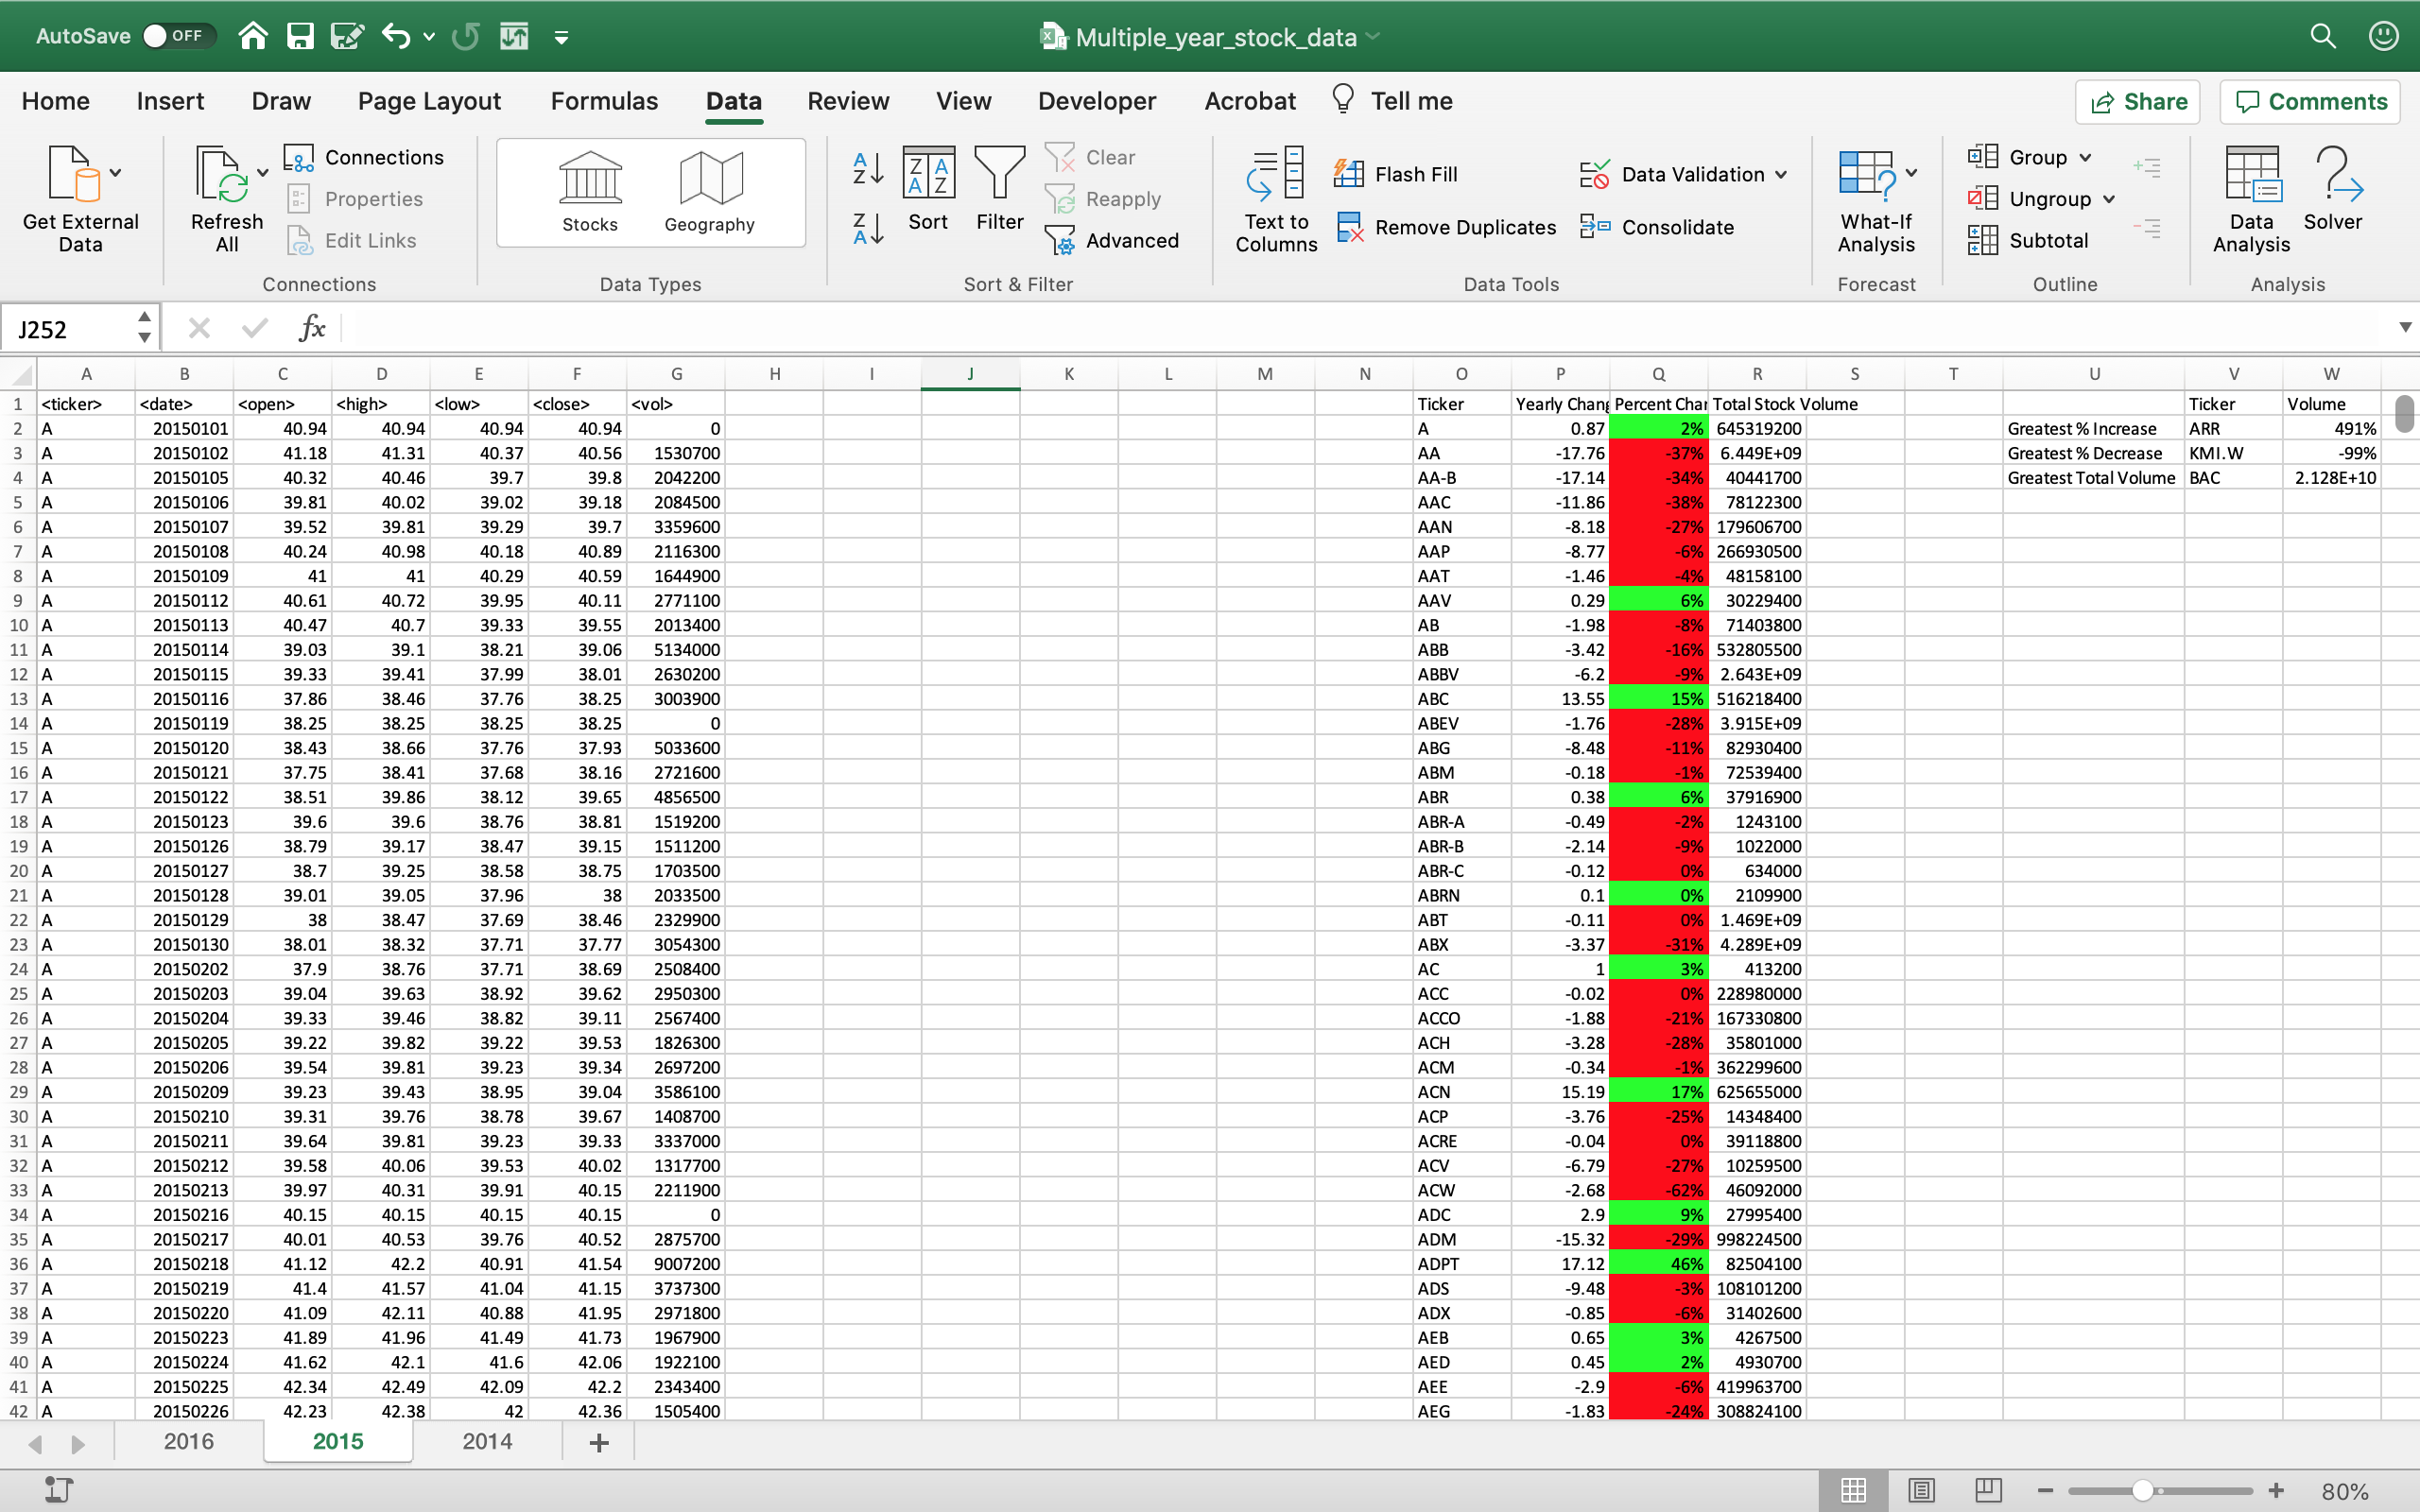 AutoSave OFF Multiple_year_stock_data
Home Insert Draw Page Layout Formulas Data Review View Developer Acrobat Tell me Share Comments
Get External Data
Refresh All
Connections
Properties
Edit Links
Connections
Stocks Geography
Data Types
Sort Filter
Clear
Reapply
Advanced
Sort & Filter
Text to Columns
Flash Fill
Remove Duplicates
Data Validation
Consolidate
Data Tools
What-If Analysis
Forecast
Group
Ungroup
Subtotal
Outline
Data Analysis
Solver
Analysis
J252 fx
A B C D E F G H I J K L M N O P Q R S T U V W
1 <ticker> <date> <open> <high> <low> <close> <vol> Ticker Yearly Chang Percent Char Total Stock Volume Ticker Volume
2 A 20150101 40.94 40.94 40.94 40.94 0 A 0.87 2% 645319200 Greatest % Increase ARR 491%
3 A 20150102 41.18 41.31 40.37 40.56 1530700 AA -17.76 -37% 6.449E+09 Greatest % Decrease KMI.W -99%
4 A 20150105 40.32 40.46 39.7 39.8 2042200 AA-B -17.14 -34% 40441700 Greatest Total Volume BAC 2.128E+10
5 A 20150106 39.81 40.02 39.02 39.18 2084500 AAC -11.86 -38% 78122300
6 A 20150107 39.52 39.81 39.29 39.7 3359600 AAN -8.18 -27% 179606700
7 A 20150108 40.24 40.98 40.18 40.89 2116300 AAP -8.77 -6% 266930500
8 A 20150109 41 41 40.29 40.59 1644900 AAT -1.46 -4% 48158100
9 A 20150112 40.61 40.72 39.95 40.11 2771100 AAV 0.29 6% 30229400
10 A 20150113 40.47 40.7 39.33 39.55 2013400 AB -1.98 -8% 71403800
11 A 20150114 39.03 39.1 38.21 39.06 5134000 ABB -3.42 -16% 532805500
12 A 20150115 39.33 39.41 37.99 38.01 2630200 ABBV -6.2 -9% 2.643E+09
13 A 20150116 37.86 38.46 37.76 38.25 3003900 ABC 13.55 15% 516218400
14 A 20150119 38.25 38.25 38.25 38.25 0 ABEV -1.76 -28% 3.915E+09
15 A 20150120 38.43 38.66 37.76 37.93 5033600 ABG -8.48 -11% 82930400
16 A 20150121 37.75 38.41 37.68 38.16 2721600 ABM -0.18 -1% 72539400
17 A 20150122 38.51 39.86 38.12 39.65 4856500 ABR 0.38 6% 37916900
18 A 20150123 39.6 39.6 38.76 38.81 1519200 ABR-A -0.49 -2% 1243100
19 A 20150126 38.79 39.17 38.47 39.15 1511200 ABR-B -2.14 -9% 1022000
20 A 20150127 38.7 39.25 38.58 38.75 1703500 ABR-C -0.12 0% 634000
21 A 20150128 39.01 39.05 37.96 38 2033500 ABRN 0.1 0% 2109900
22 A 20150129 38 38.47 37.69 38.46 2329900 ABT -0.11 0% 1.469E+09
23 A 20150130 38.01 38.32 37.71 37.77 3054300 ABX -3.37 -31% 4.289E+09
24 A 20150202 37.9 38.76 37.71 38.69 2508400 AC 1 3% 413200
25 A 20150203 39.04 39.63 38.92 39.62 2950300 ACC -0.02 0% 228980000
26 A 20150204 39.33 39.46 38.82 39.11 2567400 ACCO -1.88 -21% 167330800
27 A 20150205 39.22 39.82 39.22 39.53 1826300 ACH -3.28 -28% 35801000
28 A 20150206 39.54 39.81 39.23 39.34 2697200 ACM -0.34 -1% 362299600
29 A 20150209 39.23 39.43 38.95 39.04 3586100 ACN 15.19 17% 625655000
30 A 20150210 39.31 39.76 38.78 39.67 1408700 ACP -3.76 -25% 14348400
31 A 20150211 39.64 39.81 39.23 39.33 3337000 ACRE -0.04 0% 39118800
32 A 20150212 39.58 40.06 39.53 40.02 1317700 ACV -6.79 -27% 10259500
33 A 20150213 39.97 40.31 39.91 40.15 2211900 ACW -2.68 -62% 46092000
34 A 20150216 40.15 40.15 40.15 40.15 0 ADC 2.9 9% 27995400
35 A 20150217 40.01 40.53 39.76 40.52 2875700 ADM -15.32 -29% 998224500
36 A 20150218 41.12 42.2 40.91 41.54 9007200 ADPT 17.12 46% 82504100
37 A 20150219 41.4 41.57 41.04 41.15 3737300 ADS -9.48 -3% 108101200
38 A 20150220 41.09 42.11 40.88 41.95 2971800 ADX -0.85 -6% 31402600
39 A 20150223 41.89 41.96 41.49 41.73 1967900 AEB 0.65 3% 4267500
40 A 20150224 41.62 42.1 41.6 42.06 1922100 AED 0.45 2% 4930700
41 A 20150225 42.34 42.49 42.09 42.2 2343400 AEE -2.9 -6% 419963700
42 A 20150226 42.23 42.38 42 42.36 1505400 AEG -1.83 -24% 308824100
2016 2015 2014
80%